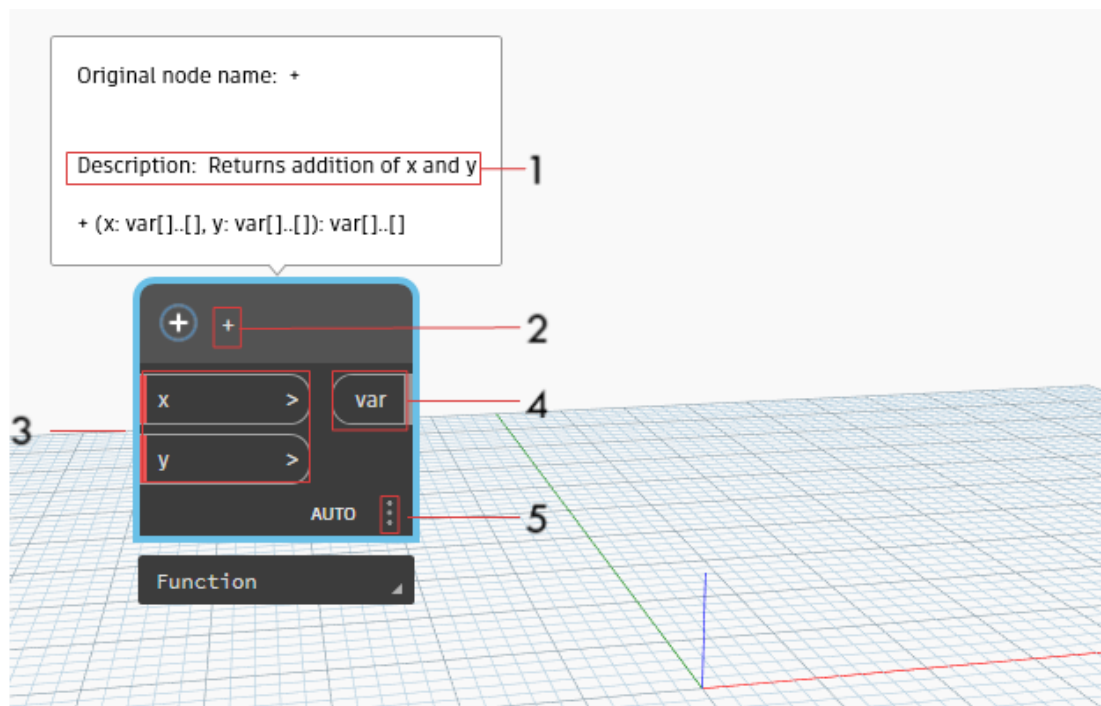 Original node name: +
Description: Returns addition of x and y
1
+ (x: var[]..[], y: var[]..[]): var[]..[]
+
2
x >
var
4
3
y >
AUTO
5
Function